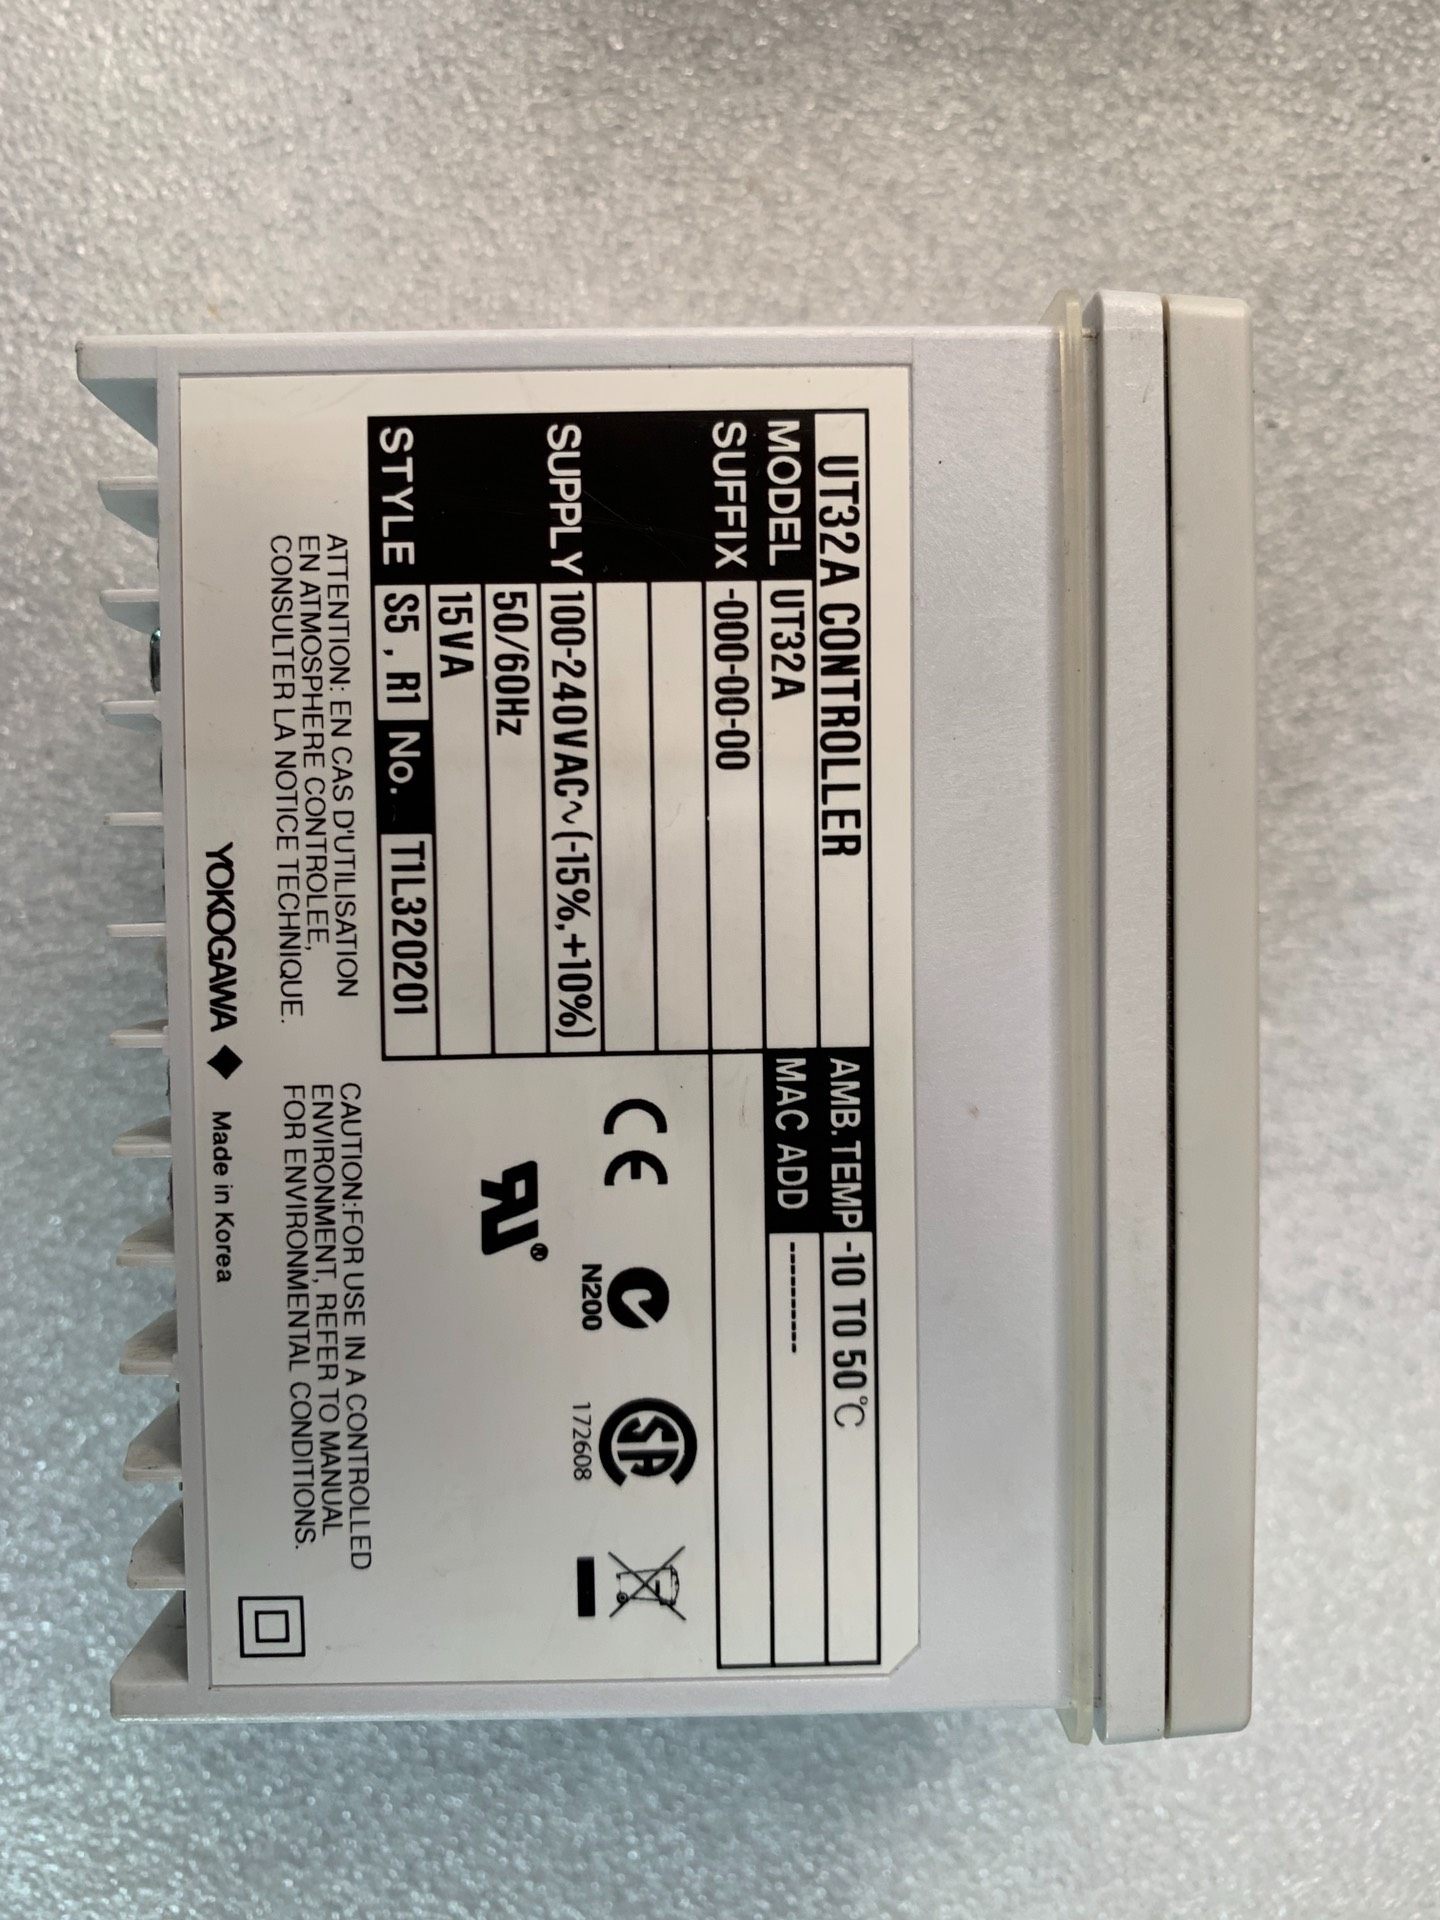 UT32A CONTROLLER
AMB.TEMP -10 TO 50℃
MODEL UT32A
MAC ADD ---------
SUFFIX -000-00-00
SUPPLY 100-240VAC∿(-15%,+10%)
50/60Hz
15VA
STYLE S5, R1 No. T1L320201
CE
N200
SA
172608
RU®
ATTENTION: EN CAS D'UTILISATION
EN ATMOSPHERE CONTROLEE,
CONSULTER LA NOTICE TECHNIQUE.
CAUTION:FOR USE IN A CONTROLLED
ENVIRONMENT, REFER TO MANUAL
FOR ENVIRONMENTAL CONDITIONS.
YOKOGAWA ◆ Made in Korea